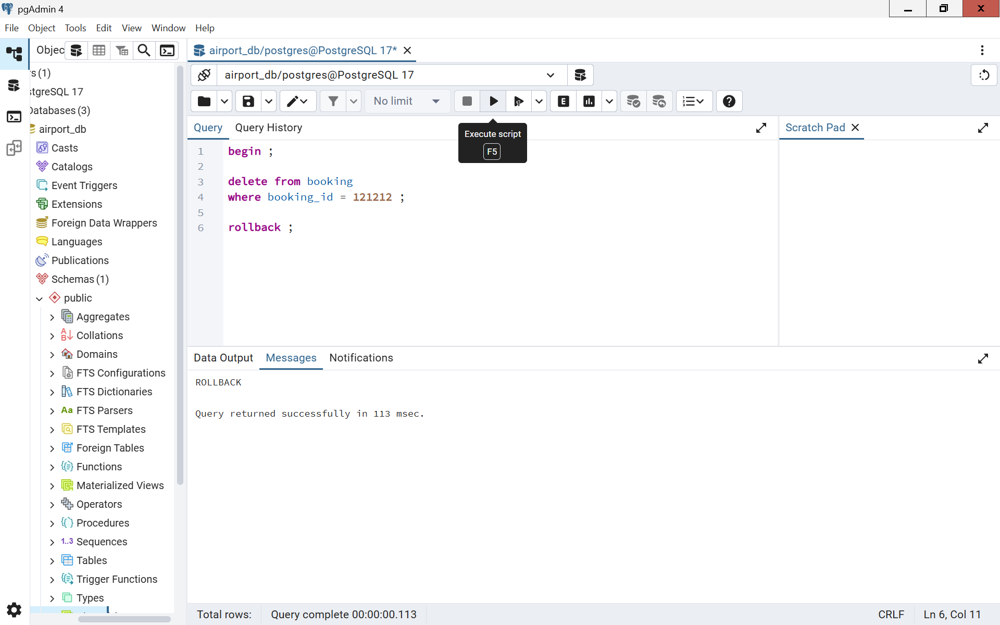 pgAdmin 4
File Object Tools Edit View Window Help
Objec
airport_db/postgres@PostgreSQL 17*
airport_db/postgres@PostgreSQL 17
No limit
E
Query Query History
Execute script
F5
Scratch Pad
1 begin ;
2
3 delete from booking
4 where booking_id = 121212 ;
5
6 rollback ;
rs (1)
stgreSQL 17
Databases (3)
airport_db
Casts
Catalogs
Event Triggers
Extensions
Foreign Data Wrappers
Languages
Publications
Schemas (1)
public
Aggregates
Collations
Domains
FTS Configurations
FTS Dictionaries
Aa FTS Parsers
FTS Templates
Foreign Tables
Functions
Materialized Views
Operators
Procedures
1..3 Sequences
Tables
Trigger Functions
Types
Data Output Messages Notifications
ROLLBACK
Query returned successfully in 113 msec.
Total rows: Query complete 00:00:00.113 CRLF Ln 6, Col 11